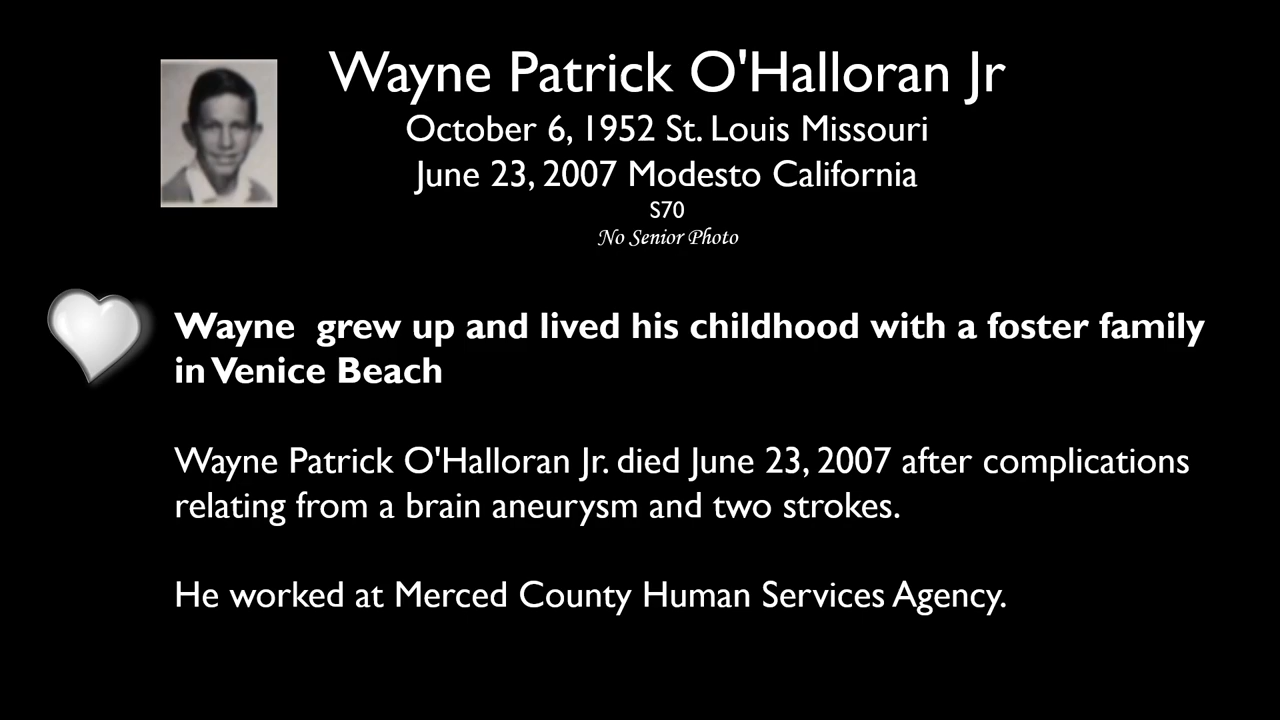 Wayne Patrick O'Halloran Jr
October 6, 1952 St. Louis Missouri
June 23, 2007 Modesto California
S70
No Senior Photo
Wayne  grew up and lived his childhood with a foster family
in Venice Beach
Wayne Patrick O'Halloran Jr. died June 23, 2007 after complications
relating from a brain aneurysm and two strokes.
He worked at Merced County Human Services Agency.